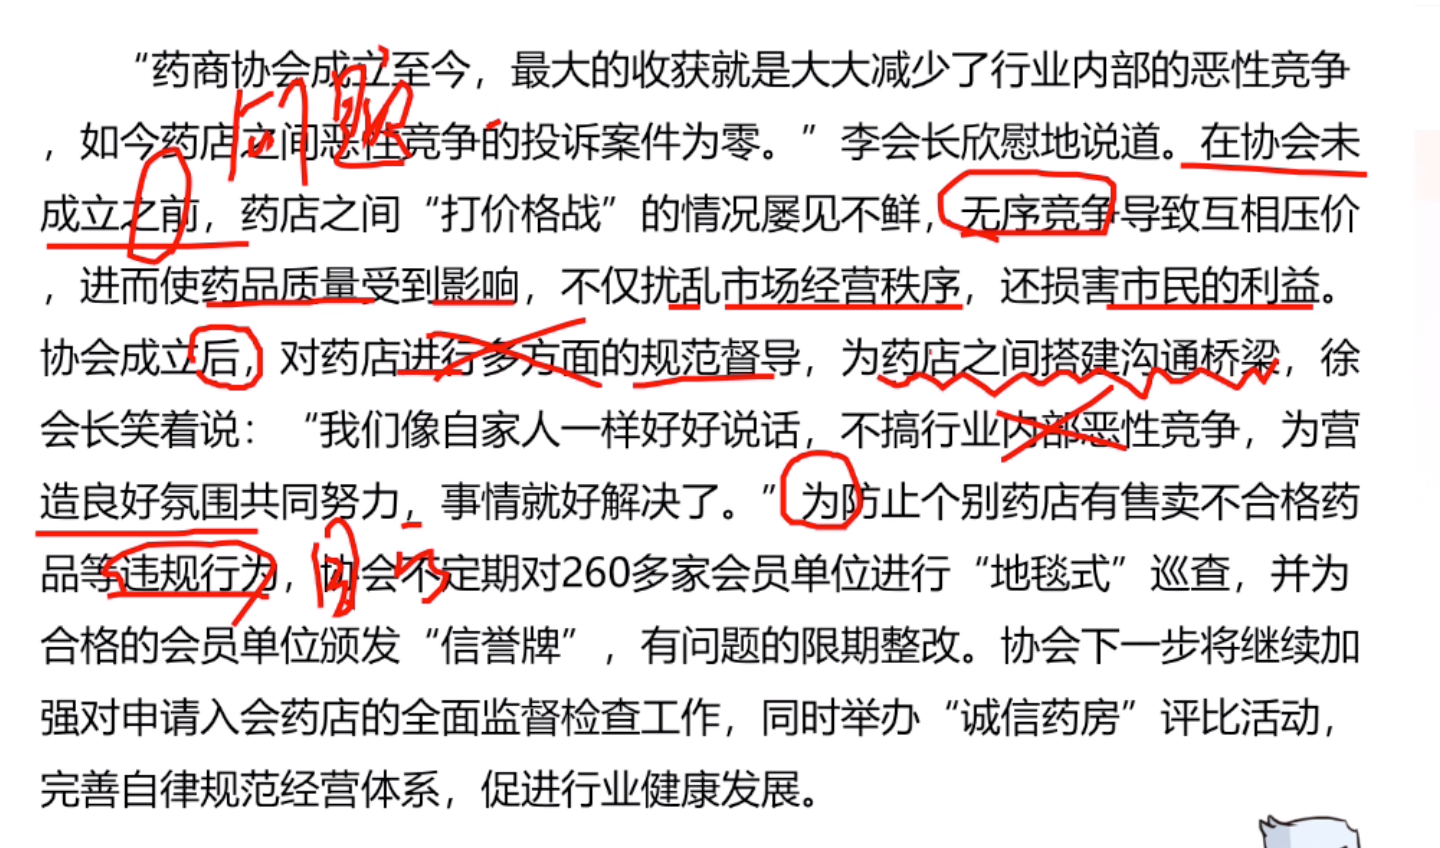 “药商协会成立至今，最大的收获就是大大减少了行业内部的恶性竞争
，如今药店之间恶性竞争的投诉案件为零。”李会长欣慰地说道。在协会未
问题
成立之前，药店之间“打价格战”的情况屡见不鲜，无序竞争导致互相压价
，进而使药品质量受到影响，不仅扰乱市场经营秩序，还损害市民的利益。
协会成立后，对药店进行多方面的规范督导，为药店之间搭建沟通桥梁，徐
会长笑着说：“我们像自家人一样好好说话，不搞行业内部恶性竞争，为营
造良好氛围共同努力，事情就好解决了。”为防止个别药店有售卖不合格药
品等违规行为，协会不定期对260多家会员单位进行“地毯式”巡查，并为
合格的会员单位颁发“信誉牌”，有问题的限期整改。协会下一步将继续加
强对申请入会药店的全面监督检查工作，同时举办“诚信药房”评比活动，
完善自律规范经营体系，促进行业健康发展。